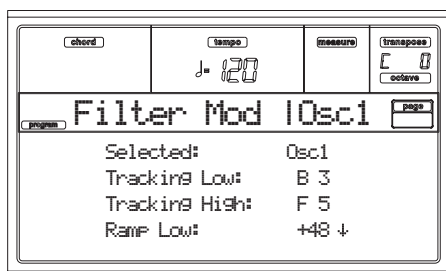 chord tempo measure transpose
♩= 120 C 0
octave
program Filter Mod |Osc1 page
Selected: Osc1
Tracking Low: B 3
Tracking High: F 5
Ramp Low: +48 ↓